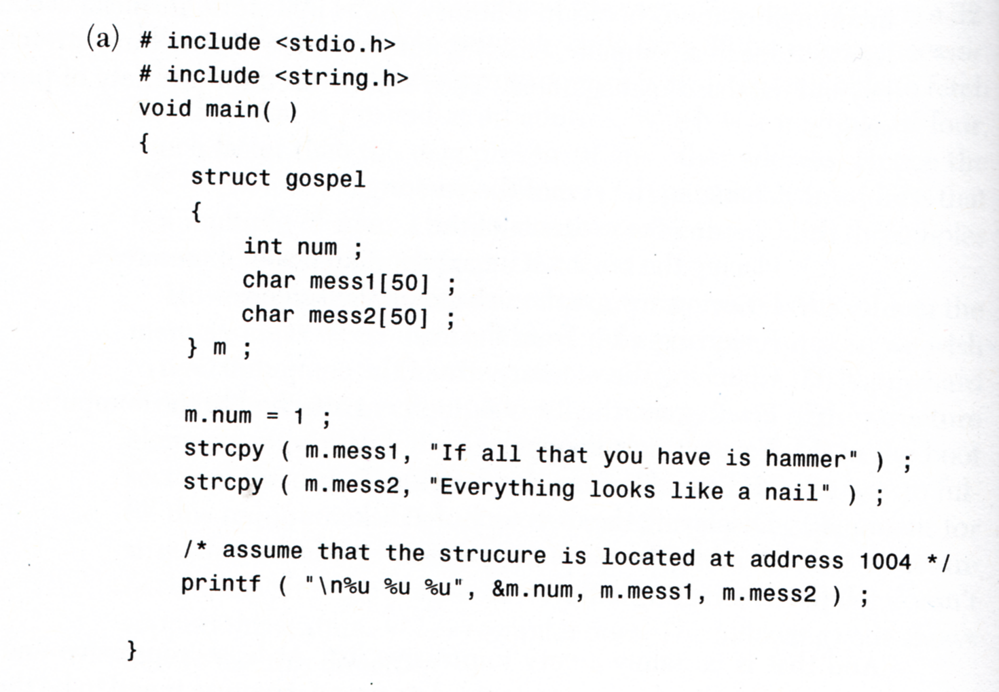 (a) # include <stdio.h>
# include <string.h>
void main( )
{
struct gospel
{
int num ;
char mess1[50] ;
char mess2[50] ;
} m ;
m.num = 1 ;
strcpy ( m.mess1, "If all that you have is hammer" ) ;
strcpy ( m.mess2, "Everything looks like a nail" ) ;
/* assume that the strucure is located at address 1004 */
printf ( "\n%u %u %u", &m.num, m.mess1, m.mess2 ) ;
}